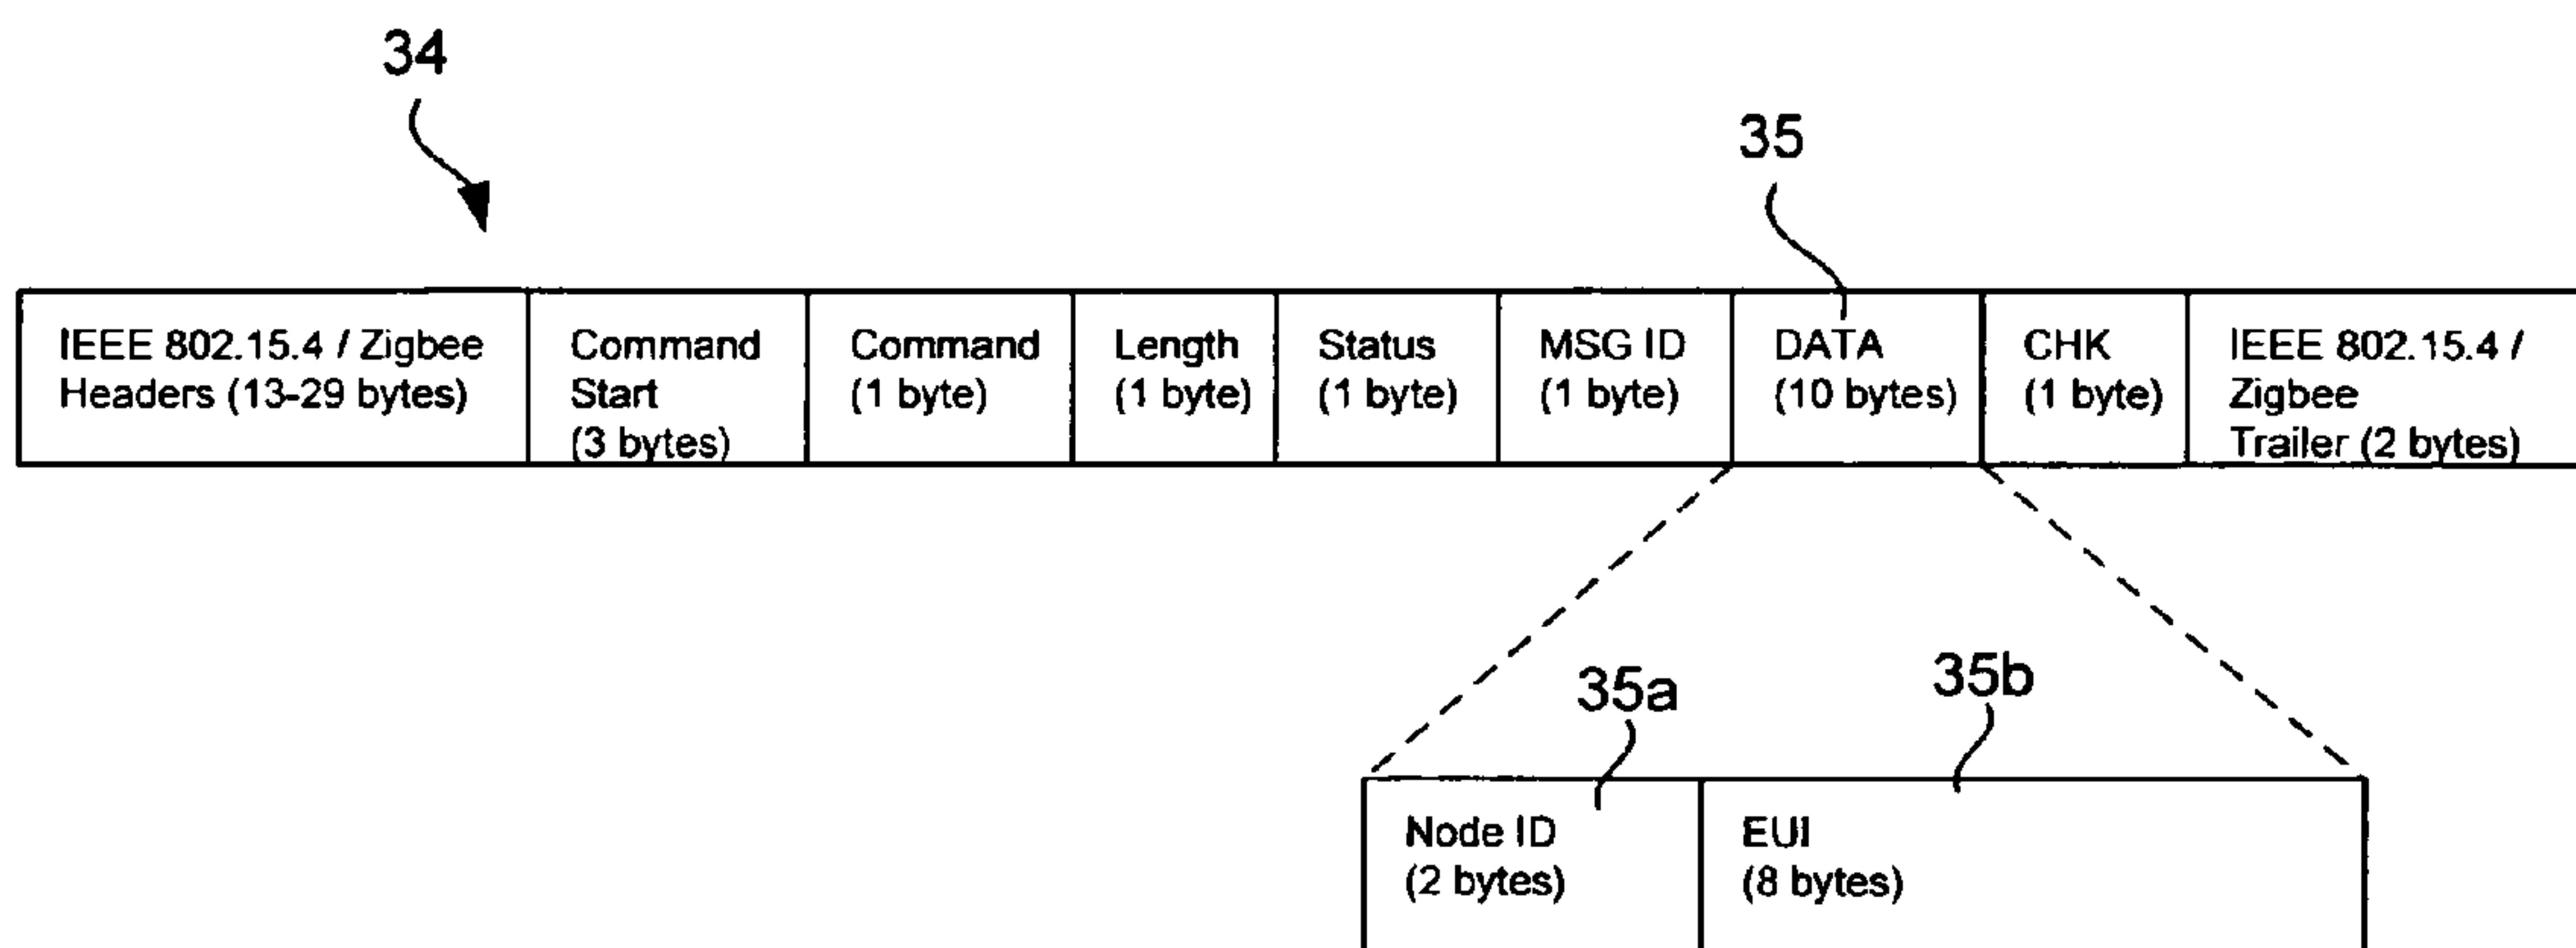 34
35
IEEE 802.15.4 / Zigbee
Headers (13-29 bytes)
Command
Start
(3 bytes)
Command
(1 byte)
Length
(1 byte)
Status
(1 byte)
MSG ID
(1 byte)
DATA
(10 bytes)
CHK
(1 byte)
IEEE 802.15.4 /
Zigbee
Trailer (2 bytes)
35a
35b
Node ID
(2 bytes)
EUI
(8 bytes)